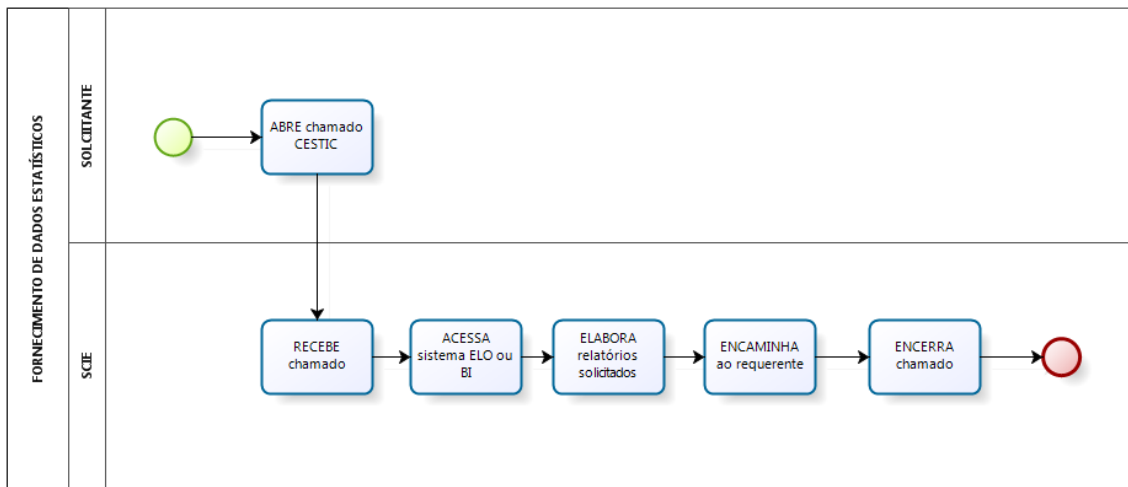 FORNECIMENTO DE DADOS ESTATÍSTICOS
SOLCIITANTE
ABRE chamado
CESTIC
SCIE
RECEBE
chamado
ACESSA
sistema ELO ou
BI
ELABORA
relatórios
solicitados
ENCAMINHA
ao requerente
ENCERRA
chamado